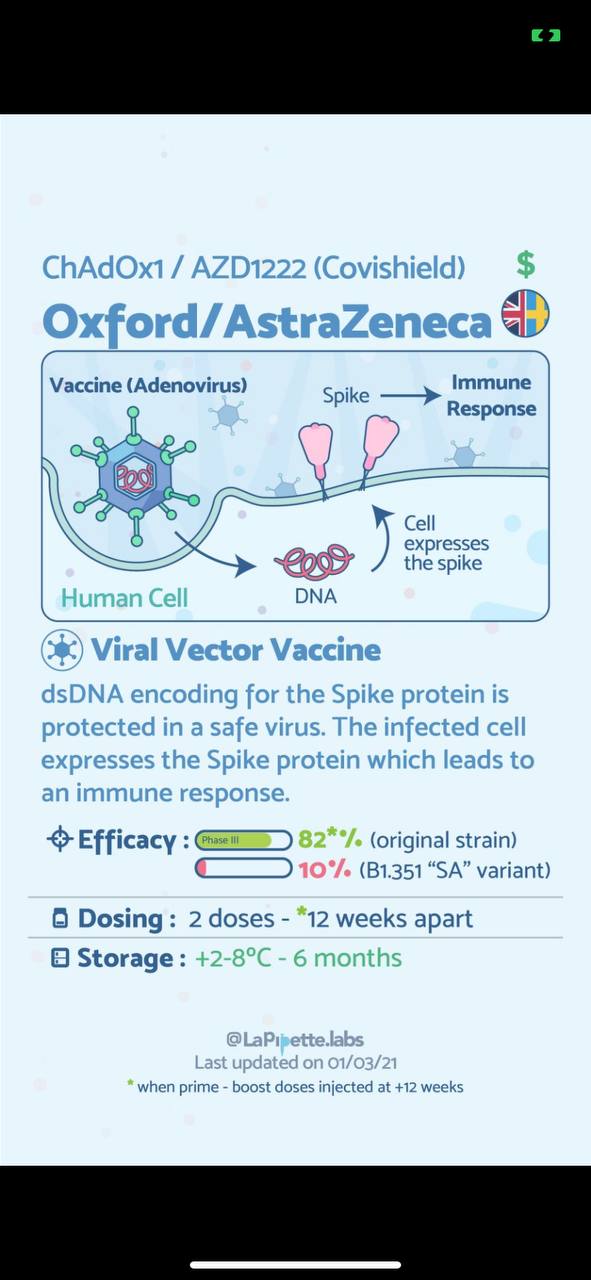 ChAdOx1 / AZD1222 (Covishield) $
Oxford/AstraZeneca
Vaccine (Adenovirus)
Spike
Immune
Response
Cell
expresses
the spike
DNA
Human Cell
Viral Vector Vaccine
dsDNA encoding for the Spike protein is
protected in a safe virus. The infected cell
expresses the Spike protein which leads to
an immune response.
Efficacy : Phase III 82*% (original strain)
10% (B1.351 “SA” variant)
Dosing : 2 doses - *12 weeks apart
Storage : +2-8°C - 6 months
@LaPipette.labs
Last updated on 01/03/21
* when prime - boost doses injected at +12 weeks